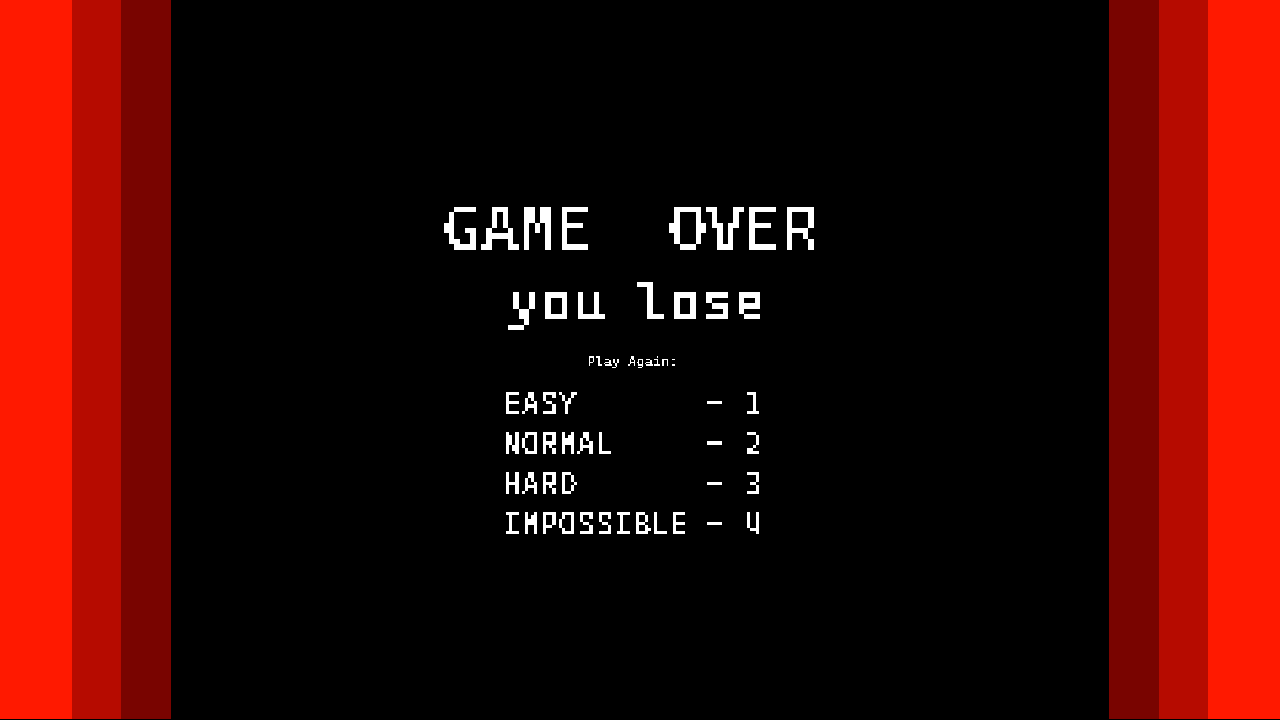 GAME OVER
you lose
Play Again:
EASY - 1
NORMAL - 2
HARD - 3
IMPOSSIBLE - 4